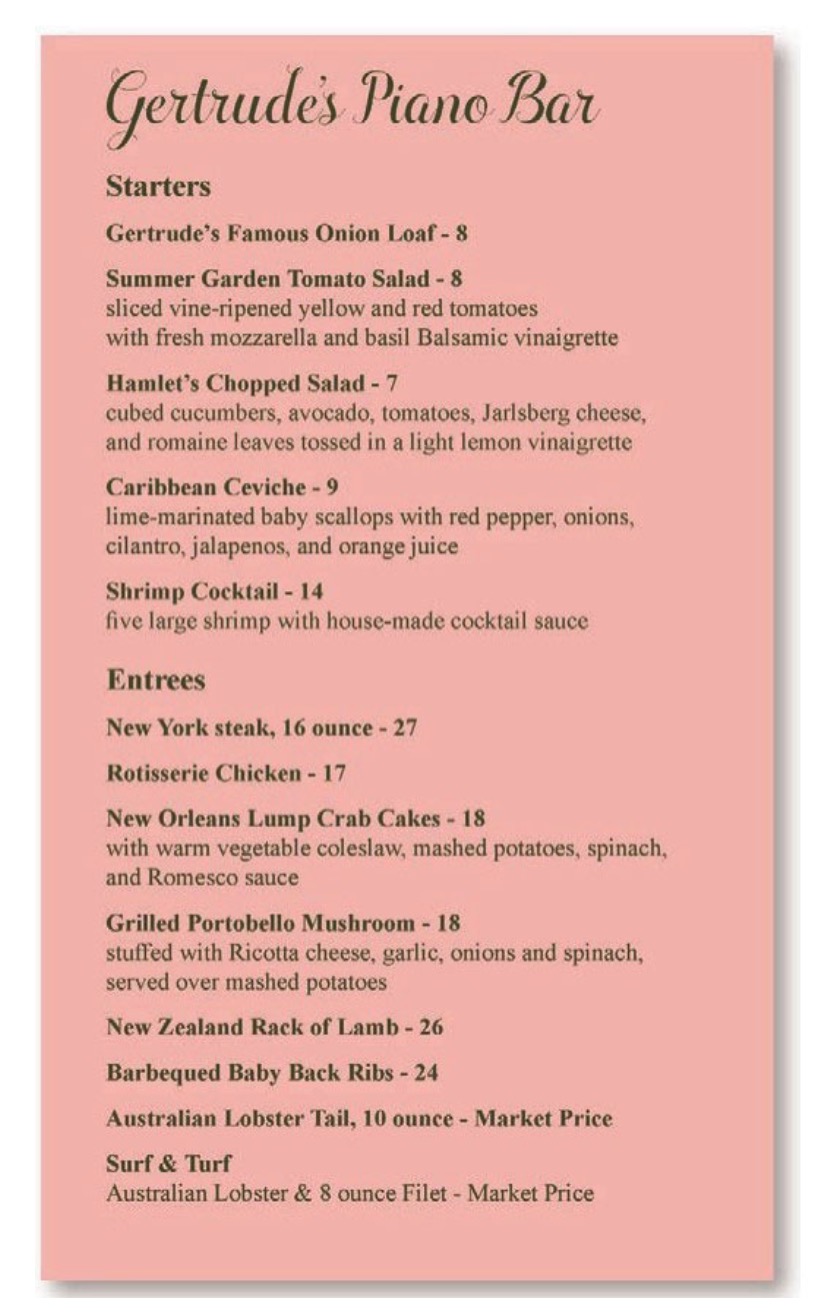 Gertrude's Piano Bar
Starters
Gertrude's Famous Onion Loaf - 8
Summer Garden Tomato Salad - 8
sliced vine-ripened yellow and red tomatoes
with fresh mozzarella and basil Balsamic vinaigrette
Hamlet's Chopped Salad - 7
cubed cucumbers, avocado, tomatoes, Jarlsberg cheese,
and romaine leaves tossed in a light lemon vinaigrette
Caribbean Ceviche - 9
lime-marinated baby scallops with red pepper, onions,
cilantro, jalapenos, and orange juice
Shrimp Cocktail - 14
five large shrimp with house-made cocktail sauce
Entrees
New York steak, 16 ounce - 27
Rotisserie Chicken - 17
New Orleans Lump Crab Cakes - 18
with warm vegetable coleslaw, mashed potatoes, spinach,
and Romesco sauce
Grilled Portobello Mushroom - 18
stuffed with Ricotta cheese, garlic, onions and spinach,
served over mashed potatoes
New Zealand Rack of Lamb - 26
Barbequed Baby Back Ribs - 24
Australian Lobster Tail, 10 ounce - Market Price
Surf & Turf
Australian Lobster & 8 ounce Filet - Market Price